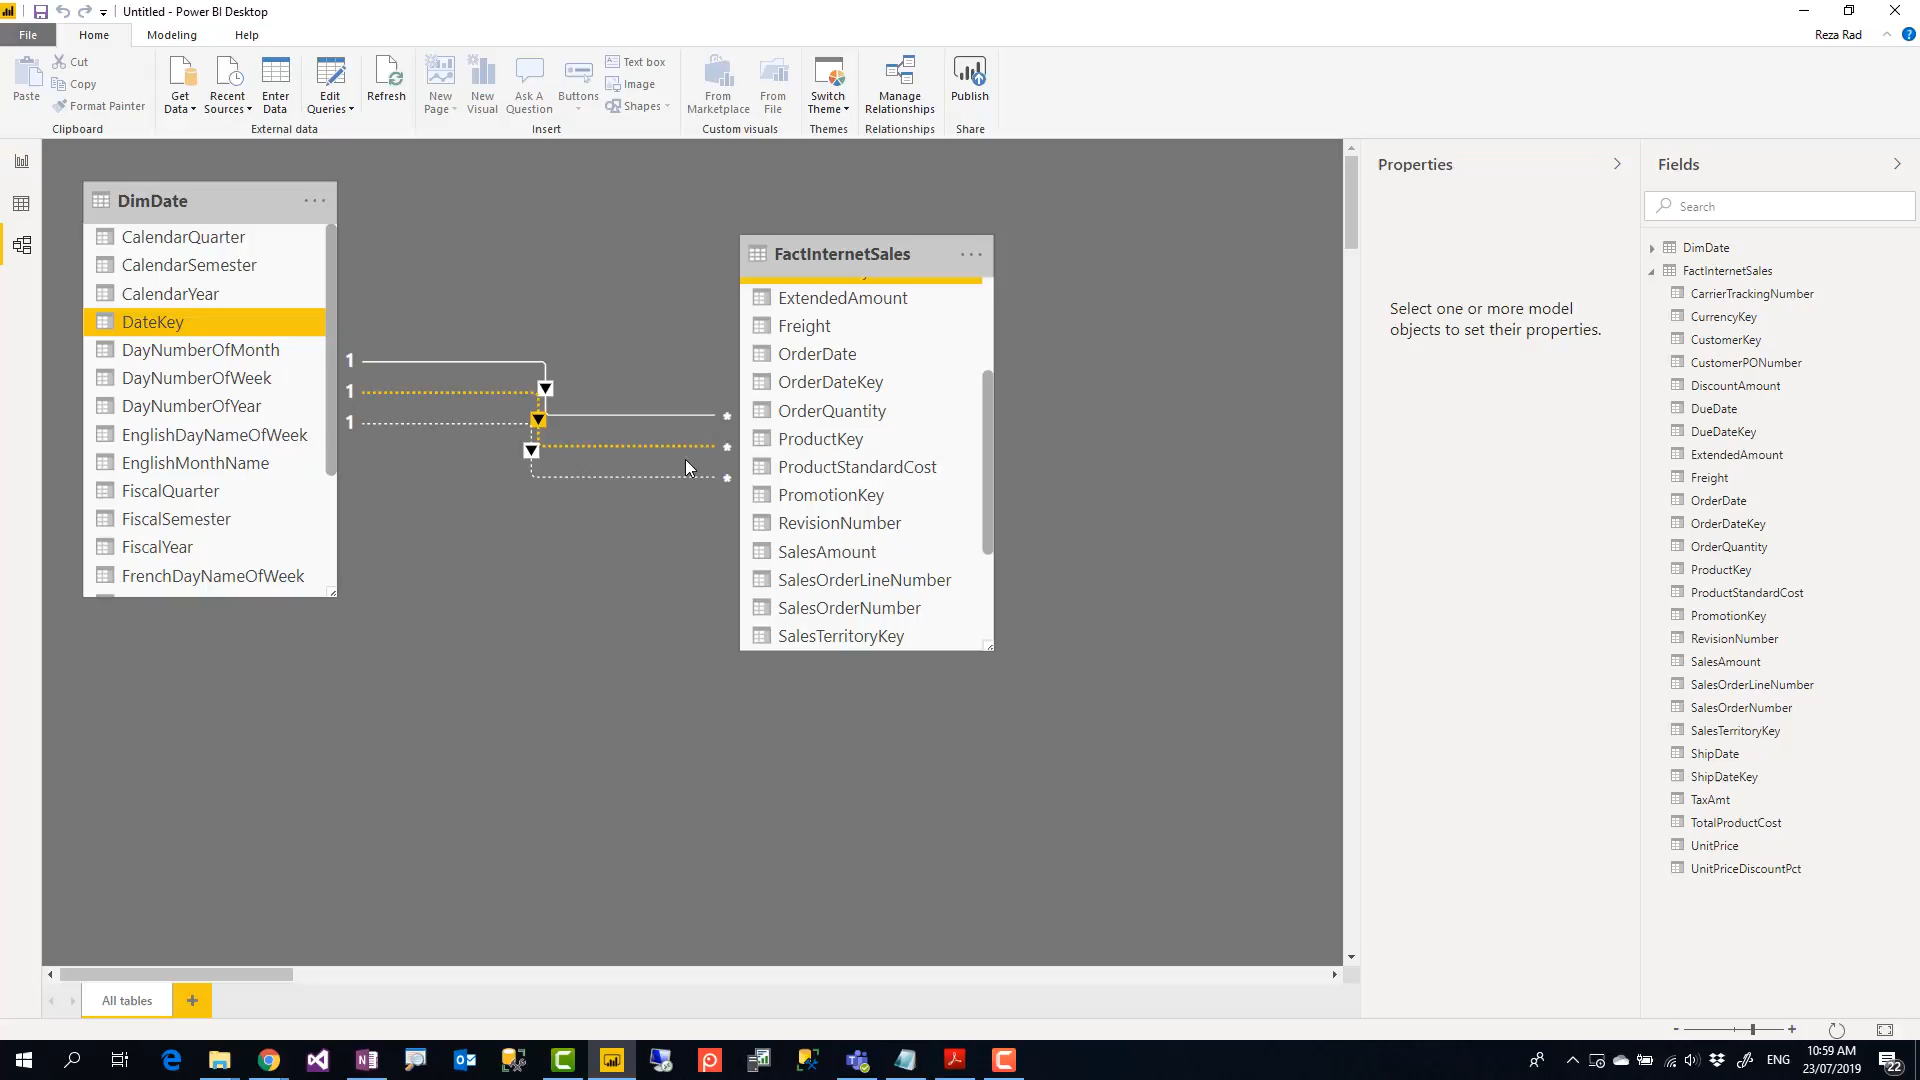 Untitled - Power BI Desktop
File
Home
Modeling
Help
Reza Rad
?
Paste
Cut
Copy
Format Painter
Clipboard
Get Data
Recent Sources
Enter Data
Edit Queries
External data
Refresh
New Page
New Visual
Ask A Question
Buttons
Text box
Image
Shapes
Insert
From Marketplace
From File
Custom visuals
Switch Theme
Themes
Manage Relationships
Relationships
Publish
Share
DimDate
CalendarQuarter
CalendarSemester
CalendarYear
DateKey
DayNumberOfMonth
DayNumberOfWeek
DayNumberOfYear
EnglishDayNameOfWeek
EnglishMonthName
FiscalQuarter
FiscalSemester
FiscalYear
FrenchDayNameOfWeek
1
1
1
*
*
*
FactInternetSales
ExtendedAmount
Freight
OrderDate
OrderDateKey
OrderQuantity
ProductKey
ProductStandardCost
PromotionKey
RevisionNumber
SalesAmount
SalesOrderLineNumber
SalesOrderNumber
SalesTerritoryKey
Properties
Select one or more model
objects to set their properties.
Fields
Search
DimDate
FactInternetSales
CarrierTrackingNumber
CurrencyKey
CustomerKey
CustomerPONumber
DiscountAmount
DueDate
DueDateKey
ExtendedAmount
Freight
OrderDate
OrderDateKey
OrderQuantity
ProductKey
ProductStandardCost
PromotionKey
RevisionNumber
SalesAmount
SalesOrderLineNumber
SalesOrderNumber
SalesTerritoryKey
ShipDate
ShipDateKey
TaxAmt
TotalProductCost
UnitPrice
UnitPriceDiscountPct
All tables
+
- +
ENG
10:59 AM
23/07/2019
22